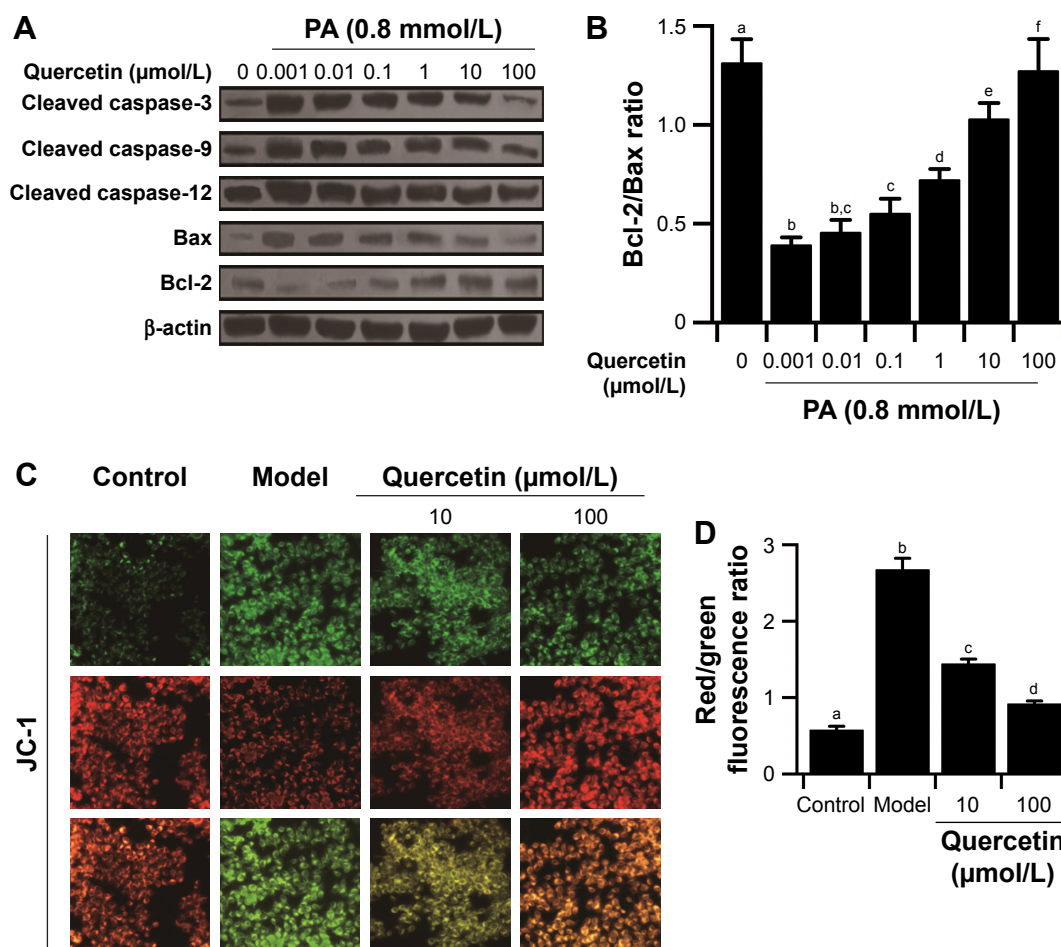 A
PA (0.8 mmol/L)
Quercetin (µmol/L) 0 0.001 0.01 0.1 1 10 100
Cleaved caspase-3
Cleaved caspase-9
Cleaved caspase-12
Bax
Bcl-2
β-actin
B
Bcl-2/Bax ratio
1.5
1.0
0.5
0
a
b
b,c
c
d
e
f
Quercetin
(µmol/L)
0 0.001 0.01 0.1 1 10 100
PA (0.8 mmol/L)
C
Control Model Quercetin (µmol/L)
10 100
JC-1
D
Red/green
fluorescence ratio
3
2
1
0
a
b
c
d
Control Model 10 100
Quercetin
(µmol/L)